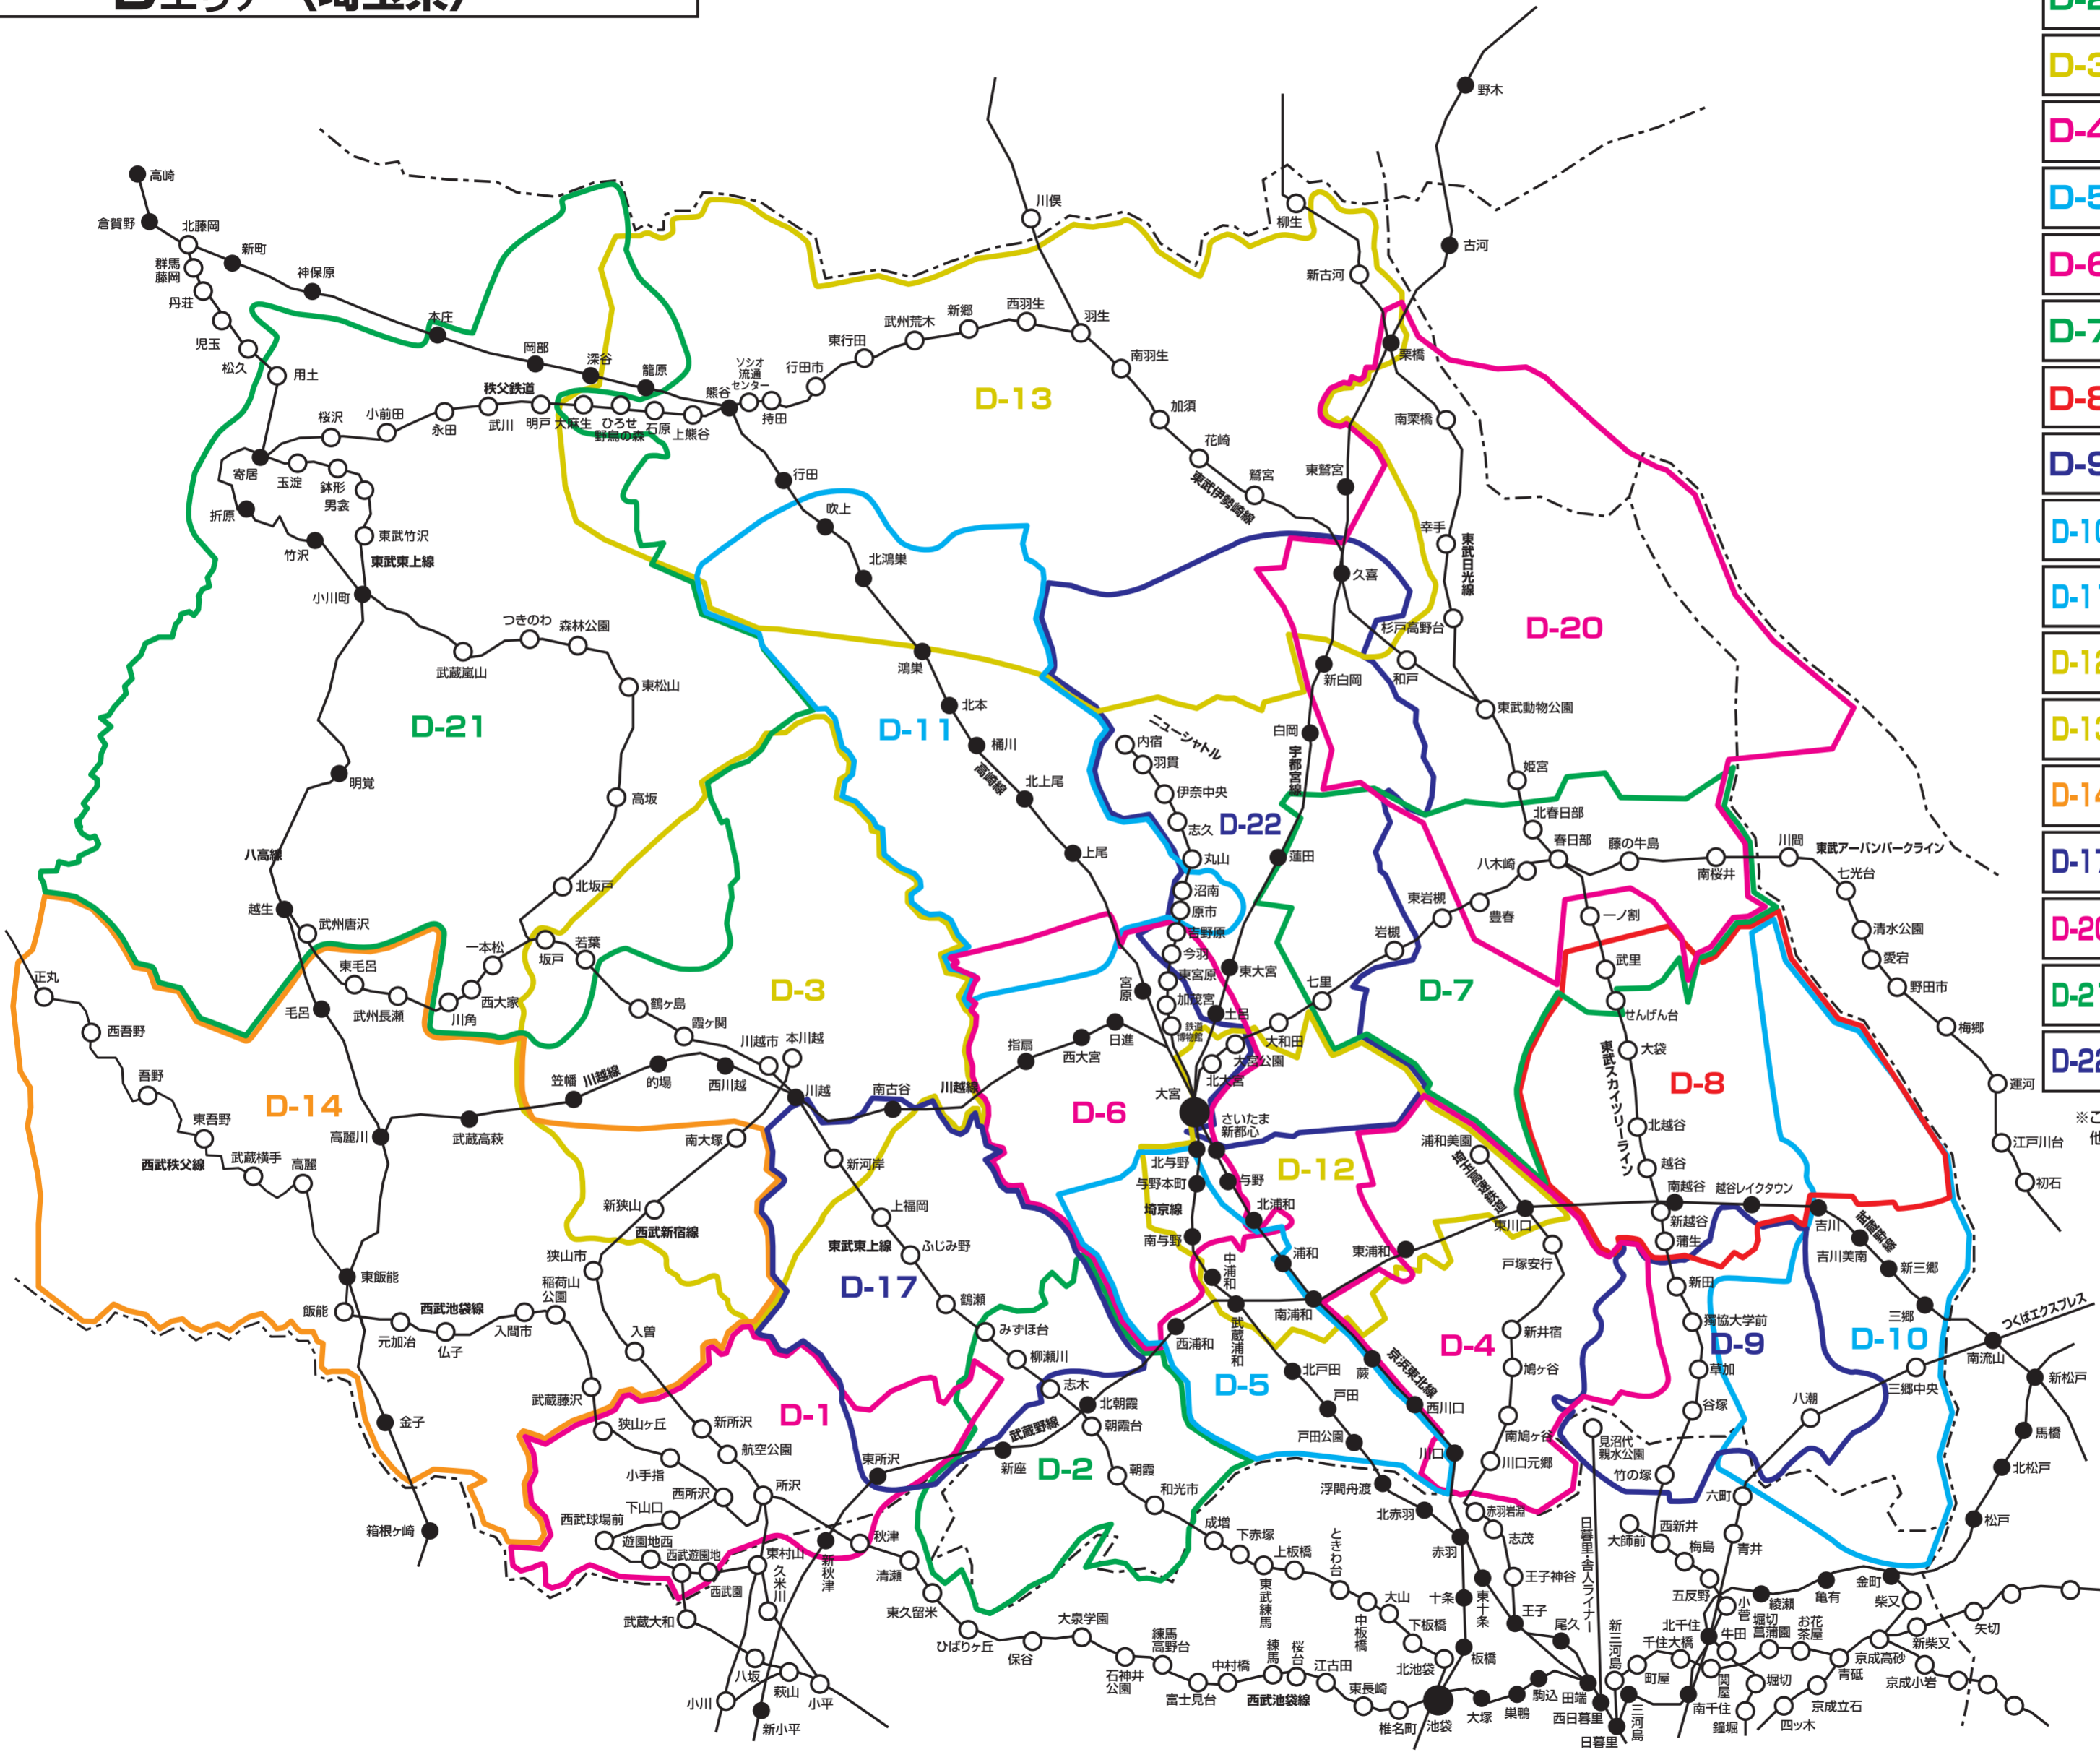 Dエリア〈埼玉県〉
D-2
D-3
D-4
D-5
D-6
D-7
D-8
D-9
D-10
D-11
D-12
D-13
D-14
D-17
D-20
D-21
D-22
※こ
他
野木
高崎
倉賀野
北藤岡
新町
群馬
藤岡
神保原
丹荘
児玉
松久
用土
本庄
岡部
深谷
籠原
熊谷
ソシオ
流通
センター
持田
行田市
東行田
武州荒木
新郷
西羽生
羽生
川俣
柳生
新古河
古河
栗橋
南羽生
加須
花崎
鷲宮
東武伊勢崎線
東鷲宮
南栗橋
幸手
東武日光線
久喜
杉戸高野台
D-13
D-20
秩父鉄道
桜沢
小前田
永田
武川
明戸
大麻生
ひろせ
野鳥の森
石原
上熊谷
寄居
玉淀
鉢形
男衾
折原
竹沢
東武竹沢
東武東上線
小川町
つきのわ
森林公園
武蔵嵐山
東松山
高坂
北坂戸
D-21
明覚
八高線
越生
武州唐沢
東毛呂
毛呂
武州長瀬
川角
西大家
一本松
坂戸
若葉
鶴ヶ島
霞ヶ関
川越市
本川越
D-3
行田
吹上
北鴻巣
鴻巣
北本
桶川
高崎線
北上尾
上尾
D-11
ニューシャトル
内宿
羽貫
伊奈中央
志久
丸山
沼南
原市
吉野原
今羽
東宮原
加茂宮
鉄道
博物館
D-22
宮原
新白岡
和戸
白岡
宇都宮線
蓮田
東武動物公園
姫宮
北春日部
春日部
八木崎
豊春
東岩槻
岩槻
七里
大和田
大宮公園
北大宮
東大宮
土呂
D-7
藤の牛島
南桜井
川間
東武アーバンパークライン
七光台
清水公園
愛宕
野田市
梅郷
運河
江戸川台
初石
一ノ割
武里
せんげん台
大袋
東武スカイツリーライン
北越谷
越谷
D-8
正丸
西吾野
吾野
東吾野
西武秩父線
武蔵横手
高麗
D-14
高麗川
武蔵高萩
笠幡
川越線
的場
西川越
川越
南古谷
川越線
指扇
西大宮
日進
大宮
D-6
さいたま
新都心
北与野
与野本町
与野
北浦和
埼京線
南与野
中浦和
浦和
D-12
浦和美園
埼玉高速鉄道
東川口
東浦和
戸塚安行
南越谷
越谷レイクタウン
新越谷
蒲生
吉川
武蔵野線
吉川美南
新三郷
三郷
つくばエクスプレス
南流山
新松戸
馬橋
北松戸
松戸
三郷中央
八潮
D-10
D-9
新田
獨協大学前
草加
谷塚
南大塚
新狭山
西武新宿線
狭山市
稲荷山
公園
新河岸
上福岡
東武東上線
ふじみ野
鶴瀬
みずほ台
柳瀬川
志木
D-17
東飯能
飯能
元加治
仏子
西武池袋線
入間市
入曽
武蔵藤沢
狭山ヶ丘
新所沢
航空公園
小手指
西所沢
所沢
下山口
西武球場前
遊園地西
西武遊園地
西武園
武蔵大和
東村山
久米川
新秋津
秋津
清瀬
東久留米
ひばりヶ丘
保谷
大泉学園
D-1
D-2
東所沢
新座
武蔵野線
北朝霞
朝霞台
朝霞
和光市
金子
箱根ヶ崎
八坂
萩山
小川
小平
新小平
西浦和
武蔵浦和
南浦和
北戸田
戸田
戸田公園
浮間舟渡
北赤羽
赤羽
D-5
D-4
蕨
京浜東北線
西川口
川口
新井宿
鳩ヶ谷
南鳩ヶ谷
川口元郷
赤羽岩淵
志茂
王子神谷
王子
見沼代
親水公園
竹の塚
日暮里・舎人ライナー
成増
下赤塚
上板橋
東武練馬
ときわ台
中板橋
大山
下板橋
北池袋
十条
東十条
板橋
石神井
公園
練馬
高野台
富士見台
中村橋
練馬
桜台
西武池袋線
江古田
東長崎
椎名町
池袋
大塚
巣鴨
駒込
田端
尾久
西日暮里
日暮里
新三河島
三河島
町屋
千住大橋
北千住
南千住
関屋
牛田
堀切
鐘堀
四ッ木
京成立石
青砥
お花
茶屋
堀切
菖蒲園
小菅
五反野
梅島
西新井
大師前
六町
青井
綾瀬
亀有
金町
柴又
京成高砂
新柴又
矢切
京成小岩